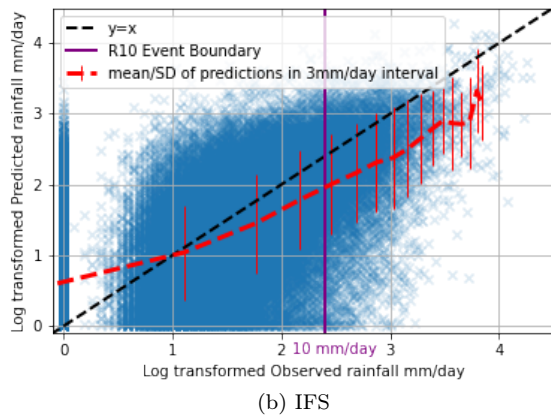 4
3
2
1
0
Log transformed Predicted rainfall mm/day
y=x
R10 Event Boundary
mean/SD of predictions in 3mm/day interval
0 1 2 10 mm/day 3 4
Log transformed Observed rainfall mm/day
(b) IFS